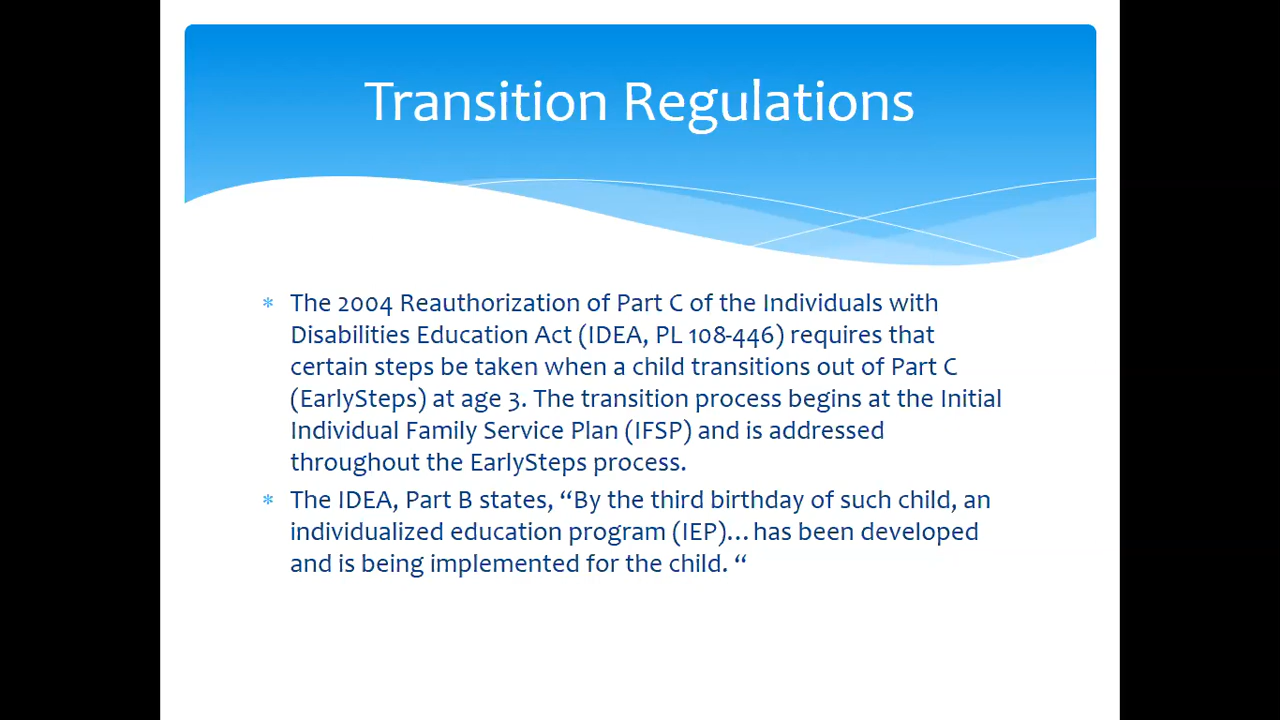 Transition Regulations
* The 2004 Reauthorization of Part C of the Individuals with
Disabilities Education Act (IDEA, PL 108-446) requires that
certain steps be taken when a child transitions out of Part C
(EarlySteps) at age 3. The transition process begins at the Initial
Individual Family Service Plan (IFSP) and is addressed
throughout the EarlySteps process.
* The IDEA, Part B states, “By the third birthday of such child, an
individualized education program (IEP)…has been developed
and is being implemented for the child. “